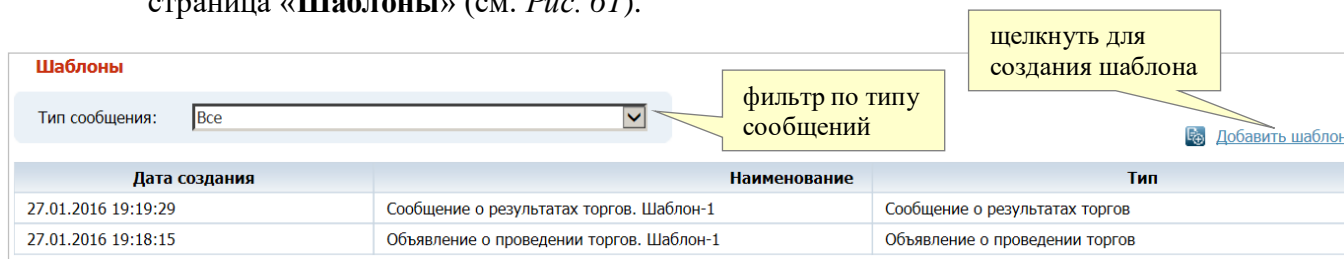 страница «Шаблоны» (см. Рис. 61).
щелкнуть для
создания шаблона
Шаблоны
фильтр по типу
сообщений
Тип сообщения: Все
Добавить шаблон
Дата создания Наименование Тип
27.01.2016 19:19:29 Сообщение о результатах торгов. Шаблон-1 Сообщение о результатах торгов
27.01.2016 19:18:15 Объявление о проведении торгов. Шаблон-1 Объявление о проведении торгов